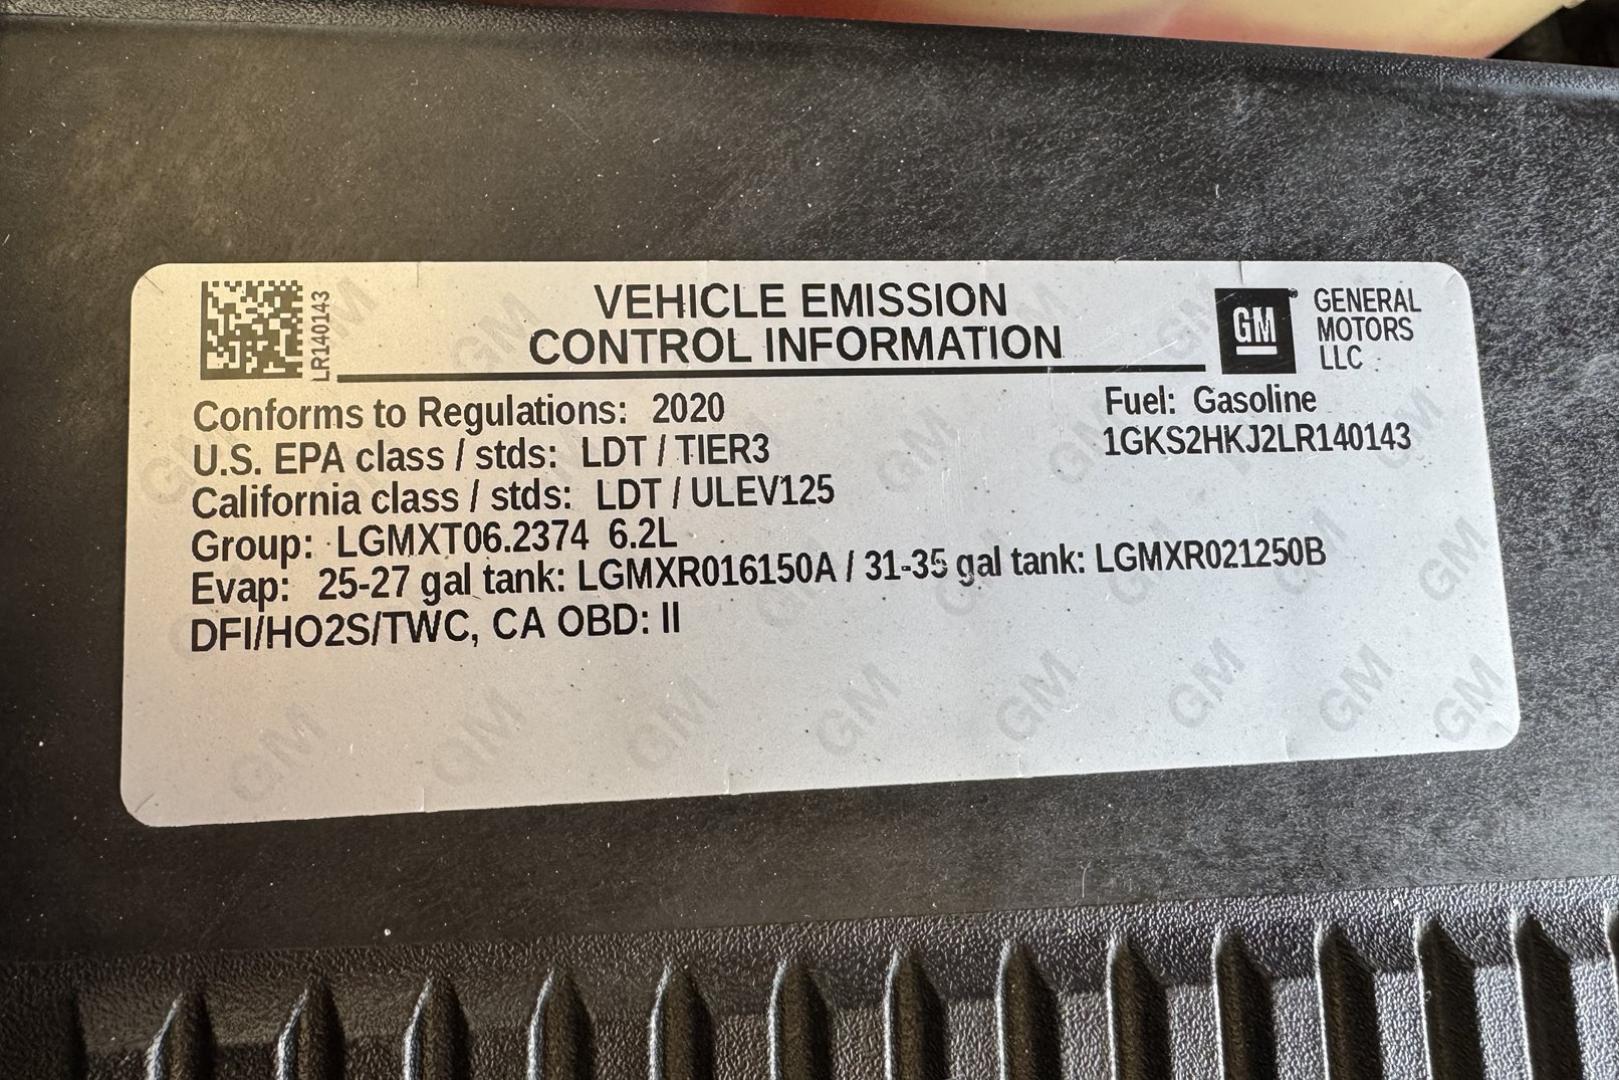 LR140143
VEHICLE EMISSION
CONTROL INFORMATION
GM
GENERAL
MOTORS
LLC
Conforms to Regulations: 2020
Fuel: Gasoline
U.S. EPA class / stds: LDT / TIER3
1GKS2HKJ2LR140143
California class / stds: LDT / ULEV125
Group: LGMXT06.2374 6.2L
Evap: 25-27 gal tank: LGMXR016150A / 31-35 gal tank: LGMXR021250B
DFI/HO2S/TWC, CA OBD: II